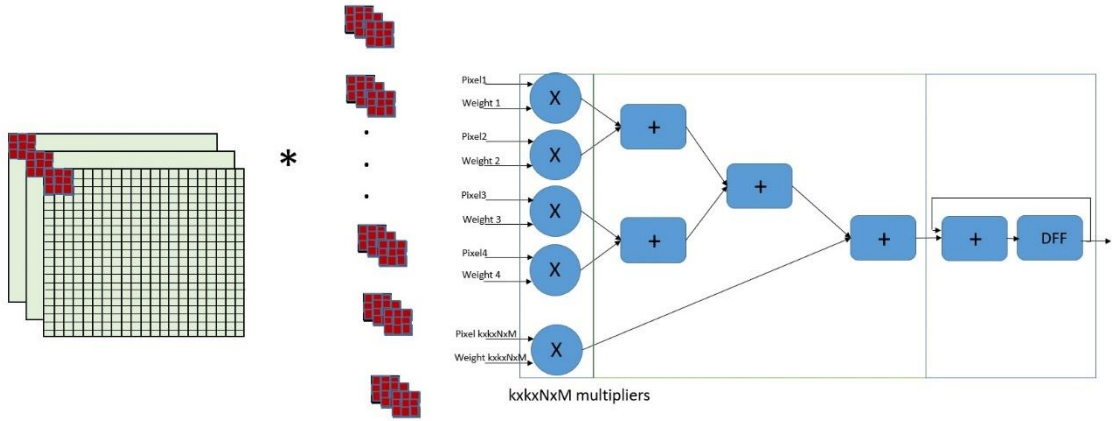 *
Pixel1
Weight 1
X
Pixel2
Weight 2
X
Pixel3
Weight 3
X
Pixel4
Weight 4
X
Pixel kxkxNxM
Weight kxkxNxM
X
+
+
+
+
+
DFF
kxkxNxM multipliers